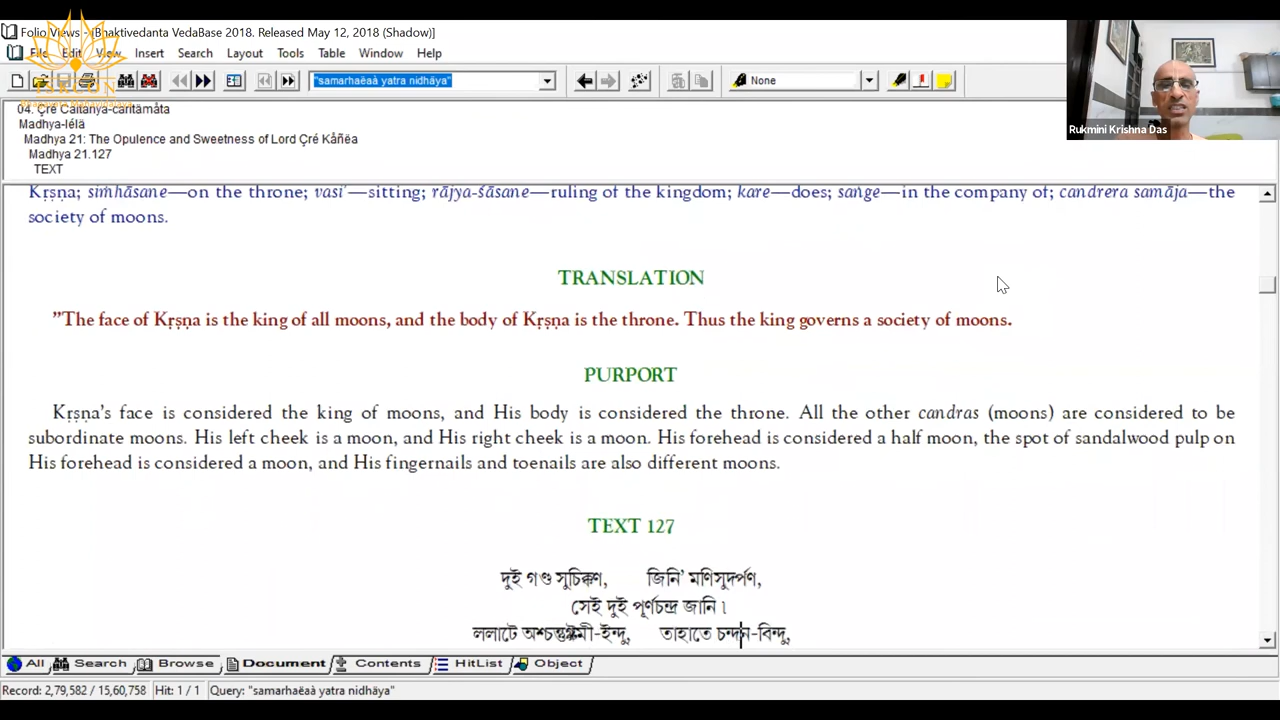 Folio Views - [Bhaktivedanta VedaBase 2018. Released May 12, 2018 (Shadow)]
File Edit View Insert Search Layout Tools Table Window Help
"samarhaëaà yatra nidhäya" None
04. Çré Caitanya-caritāmåta
Madhya-lélä
Madhya 21: The Opulence and Sweetness of Lord Çré Kåñëa
Madhya 21.127
TEXT
Rukmini Krishna Das
Kṛṣṇa; siṁhāsane—on the throne; vasi'—sitting; rājya-śāsane—ruling of the kingdom; kare—does; saṅge—in the company of; candrera samāja—the
society of moons.
TRANSLATION
"The face of Kṛṣṇa is the king of all moons, and the body of Kṛṣṇa is the throne. Thus the king governs a society of moons.
PURPORT
Kṛṣṇa's face is considered the king of moons, and His body is considered the throne. All the other candras (moons) are considered to be
subordinate moons. His left cheek is a moon, and His right cheek is a moon. His forehead is considered a half moon, the spot of sandalwood pulp on
His forehead is considered a moon, and His fingernails and toenails are also different moons.
TEXT 127
দুই গণ্ড সুচিক্কণ, জিনি' মণিসুদর্পণ,
সেই দুই পূর্ণচন্দ্র জানি ৷
ললাটে তাহাতে চন্দন-বিন্দু,
All Search Browse Document Contents HitList Object
Record: 2,79,582 / 15,60,758 Hit: 1 / 1 Query: "samarhaëaà yatra nidhäya"